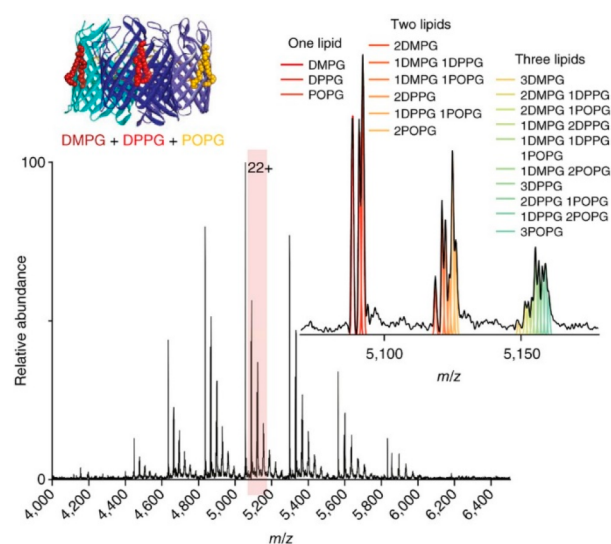 Two lipids
One lipid
2DMPG
Three lipids
DMPG
1DMPG 1DPPG
3DMPG
DPPG
1DMPG 1POPG
2DMPG 1DPPG
POPG
2DPPG
2DMPG 1POPG
1DPPG 1POPG
1DMPG 2DPPG
2POPG
1DMPG 1DPPG
1POPG
1DMPG 2POPG
3DPPG
2DPPG 1POPG
1DPPG 2POPG
3POPG
DMPG + DPPG + POPG
100
22+
Relative abundance
0
5,100
5,150
m/z
4,000
4,200
4,400
4,600
4,800
5,000
5,200
5,400
5,600
5,800
6,000
6,200
6,400
m/z